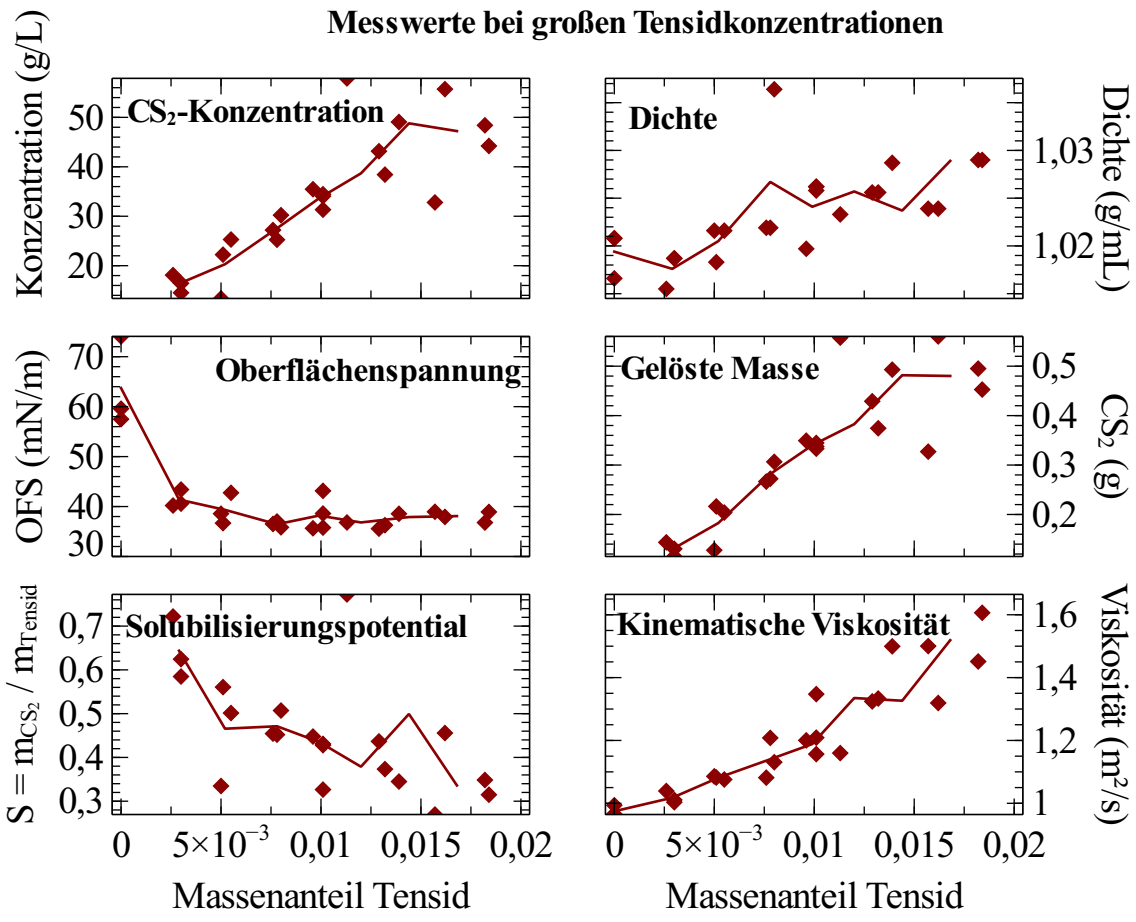 Messwerte bei großen Tensidkonzentrationen
Konzentration (g/L)
50
40
30
20
CS₂-Konzentration
Dichte
1,03
1,02
Dichte (g/mL)
OFS (mN/m)
70
60
50
40
30
Oberflächenspannung
Gelöste Masse
0,5
0,4
0,3
0,2
CS₂ (g)
S = m_CS₂ / m_Tensid
0,7
0,6
0,5
0,4
0,3
Solubilisierungspotential
Kinematische Viskosität
1,6
1,4
1,2
1
Viskosität (m²/s)
0 5×10⁻³ 0,01 0,015 0,02
0 5×10⁻³ 0,01 0,015 0,02
Massenanteil Tensid
Massenanteil Tensid